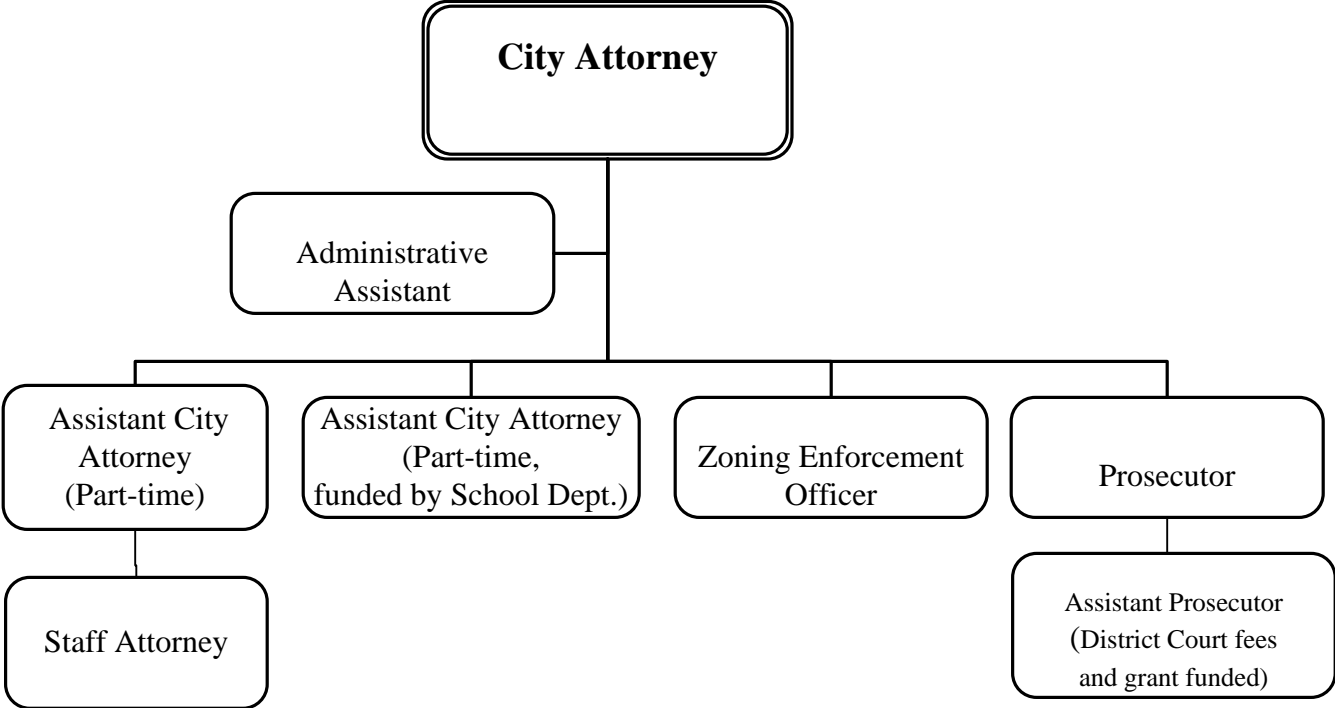 City Attorney
Administrative
Assistant
Assistant City
Attorney
(Part-time)
Assistant City Attorney
(Part-time,
funded by School Dept.)
Zoning Enforcement
Officer
Prosecutor
Staff Attorney
Assistant Prosecutor
(District Court fees
and grant funded)